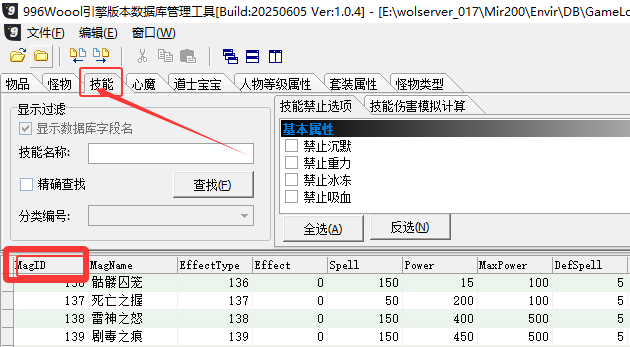 996Woool引擎版本数据库管理工具[Build:20250605 Ver:1.0.4] - [E:\wolserver_017\Mir200\Envir\DB\GameLo
文件(F) 编辑(E) 窗口(W)
物品 怪物 技能 心魔 道士宝宝 人物等级属性 套装属性 怪物类型
显示过滤
显示数据库字段名
技能名称:
精确查找 查找(F)
分类编号:
技能禁止选项 技能伤害模拟计算
基本属性
禁止沉默
禁止重力
禁止冰冻
禁止吸血
全选(A) 反选(N)
MagID MagName EffectType Effect Spell Power MaxPower DefSpell
136 骷髅囚笼 136 0 150 15 100 5
137 死亡之握 137 0 50 200 100 5
138 雷神之怒 138 0 150 400 500 5
139 剧毒之痕 139 0 150 450 500 5